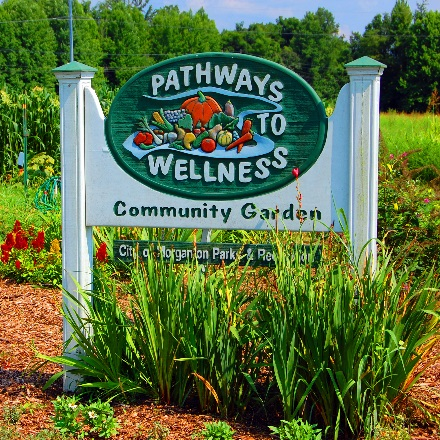 PATHWAYS
TO
WELLNESS
Community Garden
City of Morganton Parks & Recreation